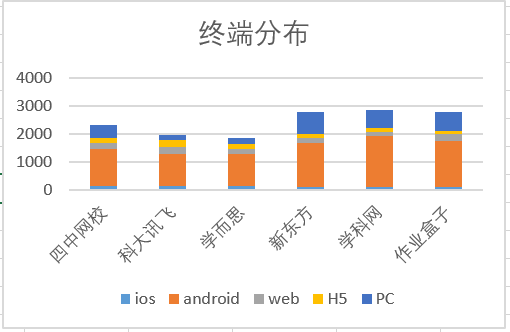 终端分布
4000
3000
2000
1000
0
四中网校
科大讯飞
学而思
新东方
学科网
作业盒子
ios android web H5 PC